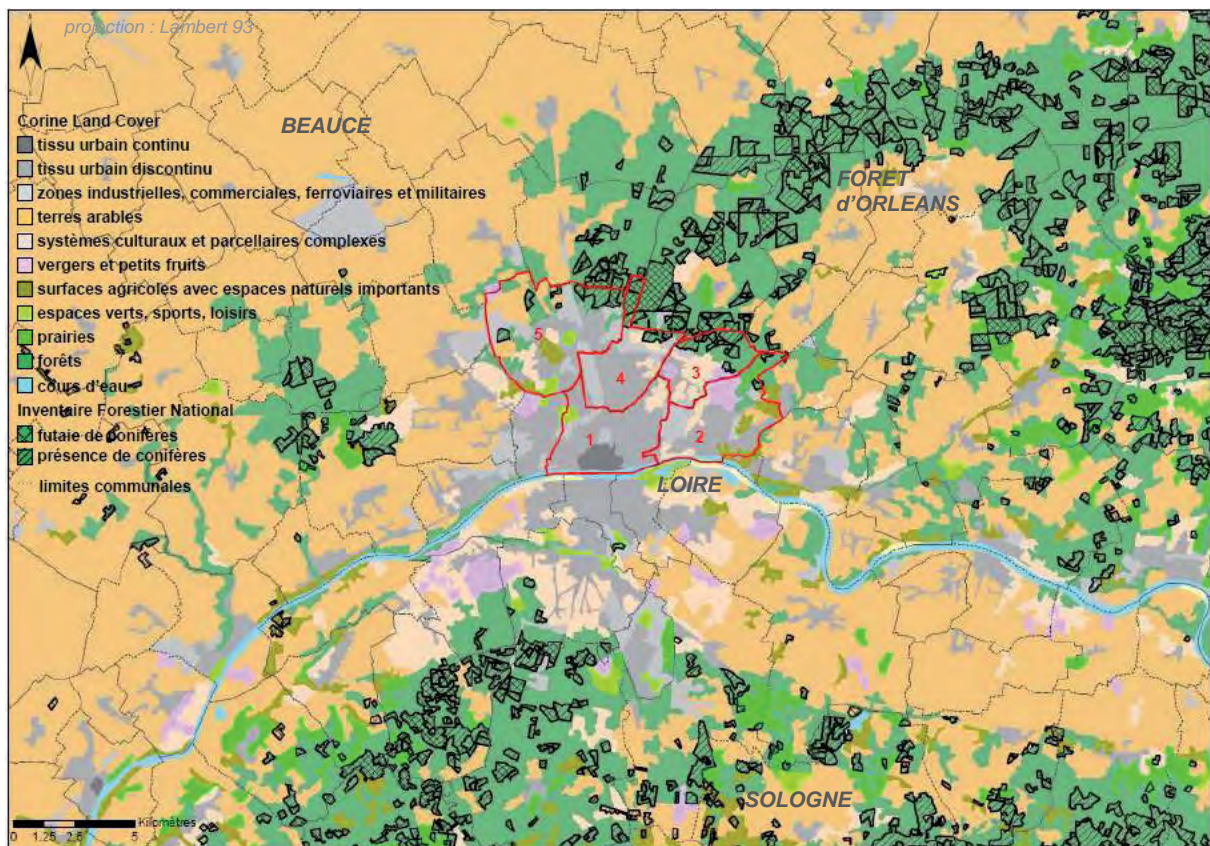 projection : Lambert 93
BEAUCE
Corine Land Cover
tissu urbain continu
tissu urbain discontinu
zones industrielles, commerciales, ferroviaires et militaires
terres arables
systèmes culturaux et parcellaires complexes
vergers et petits fruits
surfaces agricoles avec espaces naturels importants
espaces verts, sports, loisirs
prairies
forêts
cours d'eau
Inventaire Forestier National
futaie de conifères
présence de conifères
limites communales
FORET
d'ORLEANS
5
4
3
1
2
LOIRE
SOLOGNE
Kilomètres
0 1.25 2.5 5